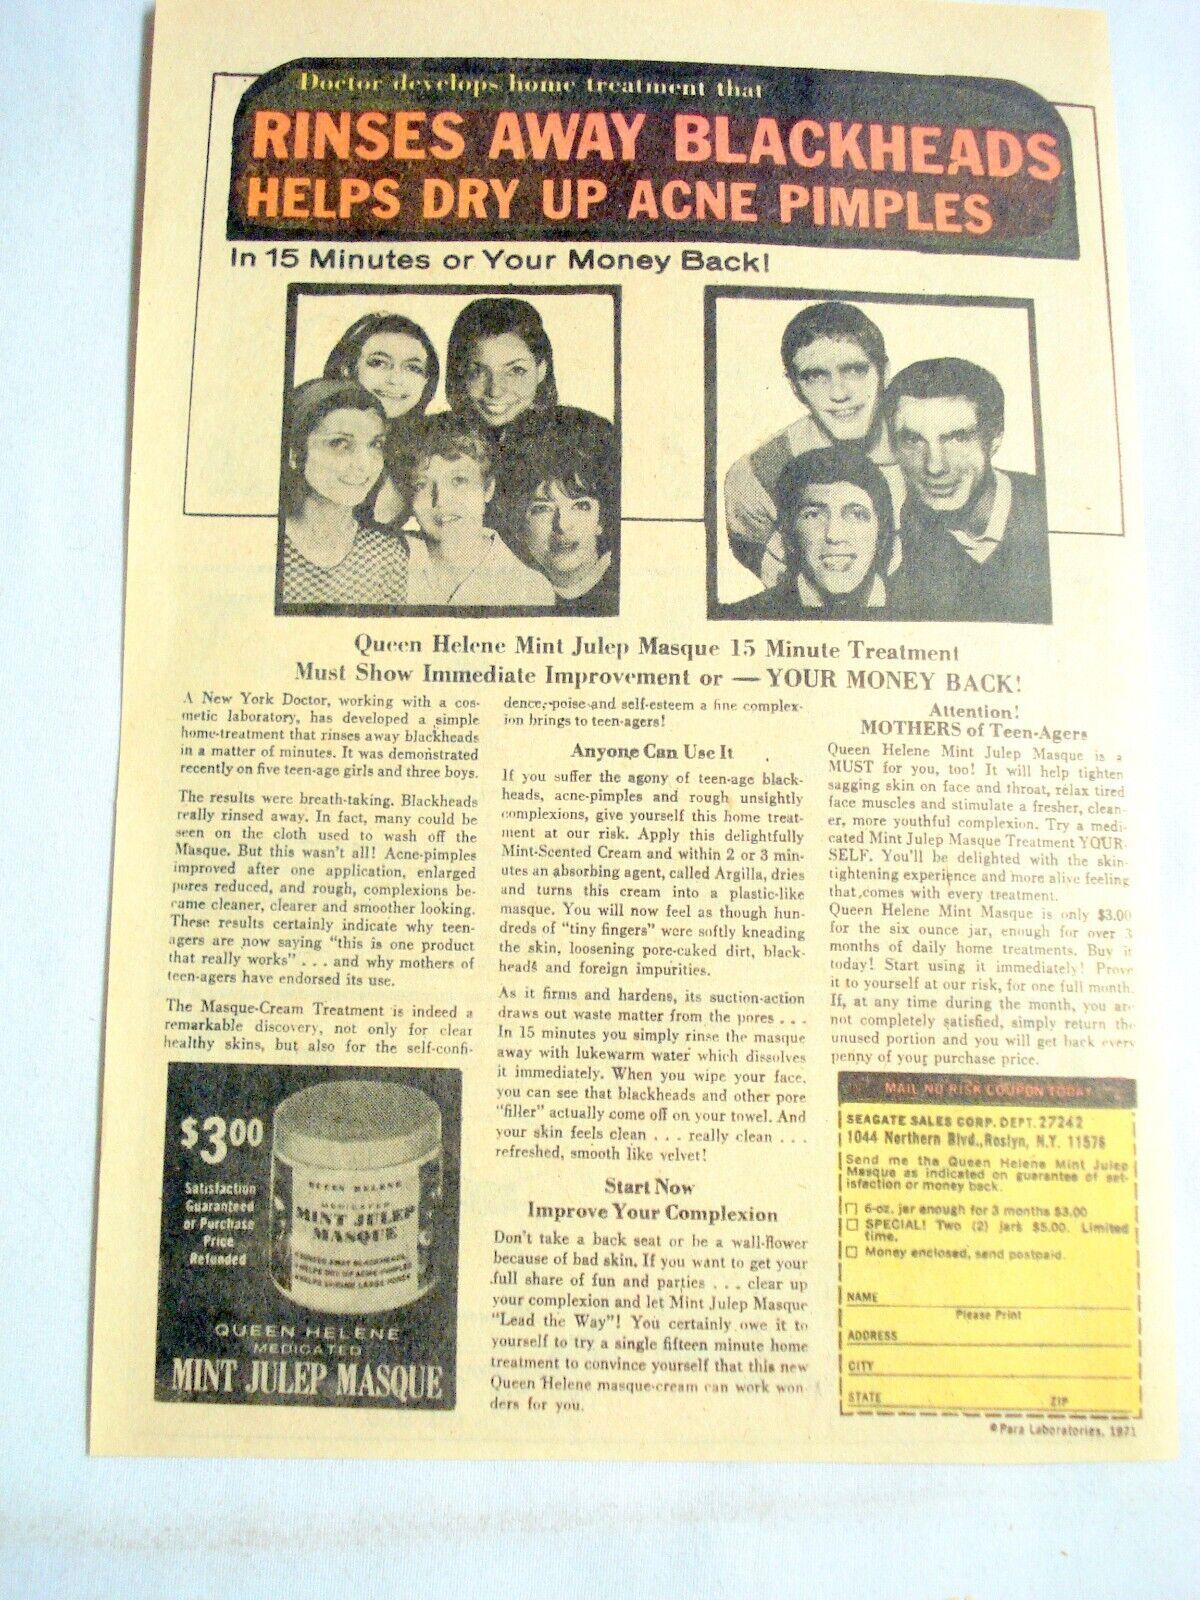 Doctor develops home treatment that
RINSES AWAY BLACKHEADS
HELPS DRY UP ACNE PIMPLES
In 15 Minutes or Your Money Back!
Queen Helene Mint Julep Masque 15 Minute Treatment
Must Show Immediate Improvement or — YOUR MONEY BACK!
A New York Doctor, working with a cos-
metic laboratory, has developed a simple
home-treatment that rinses away blackheads
in a matter of minutes. It was demonstrated
recently on five teen-age girls and three boys.
The results were breath-taking. Blackheads
really rinsed away. In fact, many could be
seen on the cloth used to wash off the
Masque. But this wasn't all! Acne-pimples
improved after one application, enlarged
pores reduced, and rough, complexions be-
came cleaner, clearer and smoother looking.
These results certainly indicate why teen-
agers are now saying "this is one product
that really works" . . . and why mothers of
teen-agers have endorsed its use.
The Masque-Cream Treatment is indeed a
remarkable discovery, not only for clear
healthy skins, but also for the self-confi-
dence, poise and self-esteem a fine complex-
ion brings to teen-agers!
Anyone Can Use It
If you suffer the agony of teen-age black-
heads, acne-pimples and rough unsightly
complexions, give yourself this home treat-
ment at our risk. Apply this delightfully
Mint-Scented Cream and within 2 or 3 min-
utes an absorbing agent, called Argilla, dries
and turns this cream into a plastic-like
masque. You will now feel as though hun-
dreds of "tiny fingers" were softly kneading
the skin, loosening pore-caked dirt, black-
heads and foreign impurities.
As it firms and hardens, its suction-action
draws out waste matter from the pores . . .
In 15 minutes you simply rinse the masque
away with lukewarm water which dissolves
it immediately. When you wipe your face,
you can see that blackheads and other pore
"filler" actually come off on your towel. And
your skin feels clean . . . really clean . . .
refreshed, smooth like velvet!
Start Now
Improve Your Complexion
Don't take a back seat or be a wall-flower
because of bad skin. If you want to get your
full share of fun and parties . . . clear up
your complexion and let Mint Julep Masque
"Lead the Way"! You certainly owe it to
yourself to try a single fifteen minute home
treatment to convince yourself that this new
Queen Helene masque-cream can work won-
ders for you.
Attention!
MOTHERS of Teen-Agers
Queen Helene Mint Julep Masque is a
MUST for you, too! It will help tighten
sagging skin on face and throat, relax tired
face muscles and stimulate a fresher, clean-
er, more youthful complexion. Try a medi-
cated Mint Julep Masque Treatment YOUR-
SELF. You'll be delighted with the skin-
tightening experience and more alive feeling
that comes with every treatment.
Queen Helene Mint Masque is only $3.00
for the six ounce jar, enough for over 3
months of daily home treatments. Buy it
today! Start using it immediately! Prove
it to yourself at our risk, for one full month.
If, at any time during the month, you are
not completely satisfied, simply return the
unused portion and you will get back every
penny of your purchase price.
$3.00
Satisfaction
Guaranteed
or Purchase
Price
Refunded
QUEEN HELENE
MEDICATED
MINT JULEP
MASQUE
RINSES AWAY BLACKHEADS
HELPS DRY UP ACNE PIMPLES
HELPS SHRINK LARGE PORES
QUEEN HELENE
MEDICATED
MINT JULEP MASQUE
MAIL NO RISK COUPON TODAY
SEAGATE SALES CORP. DEPT. 27242
1044 Northern Blvd., Roslyn, N.Y. 11576
Send me the Queen Helene Mint Julep
Masque as indicated on guarantee of sat-
isfaction or money back.
☐ 6-oz. jar enough for 3 months $3.00
☐ SPECIAL! Two (2) jars $5.00. Limited
time.
☐ Money enclosed, send postpaid.
NAME
Please Print
ADDRESS
CITY
STATE ZIP
© Para Laboratories, 1971